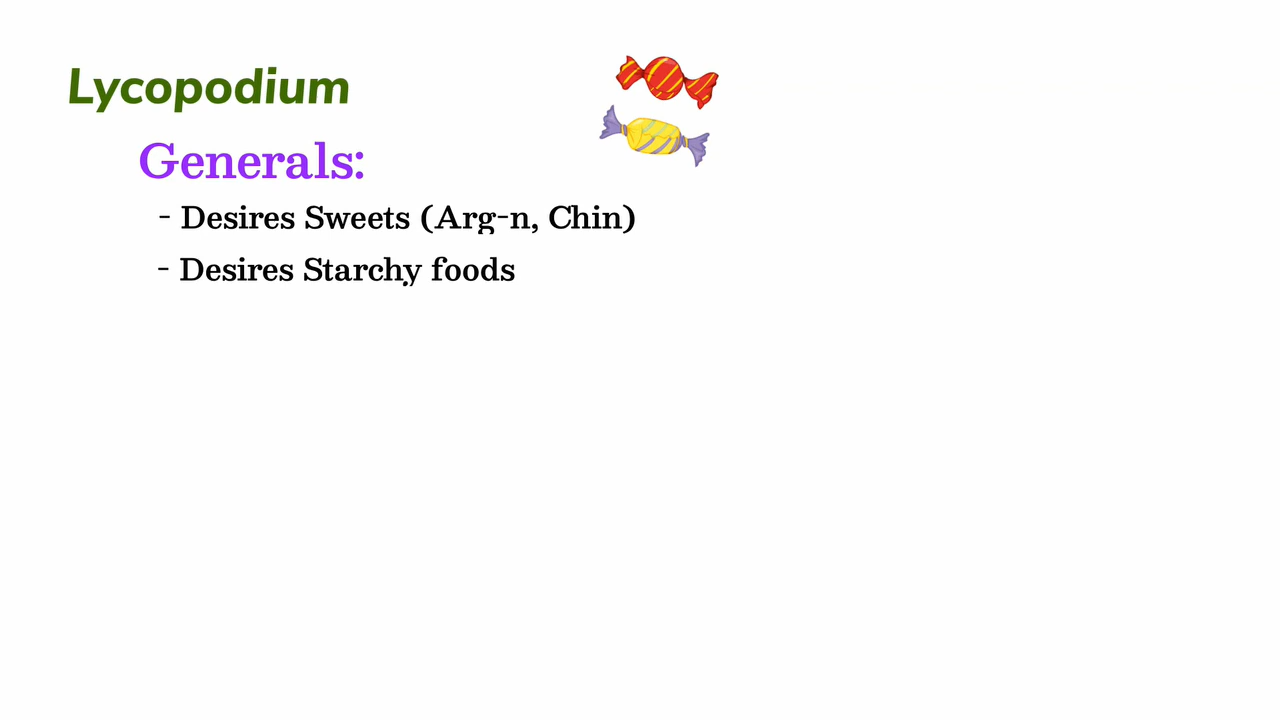 Lycopodium
Generals:
- Desires Sweets (Arg-n, Chin)
- Desires Starchy foods